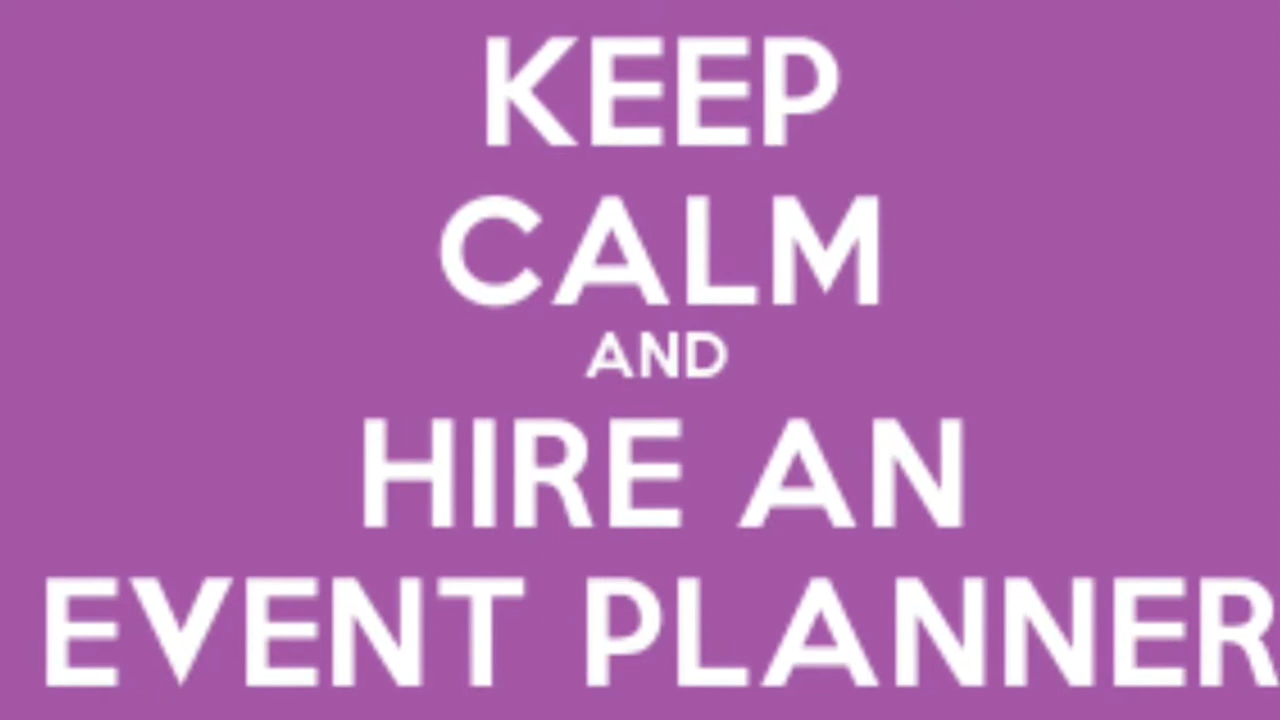 KEEP
CALM
AND
HIRE AN
EVENT PLANNER